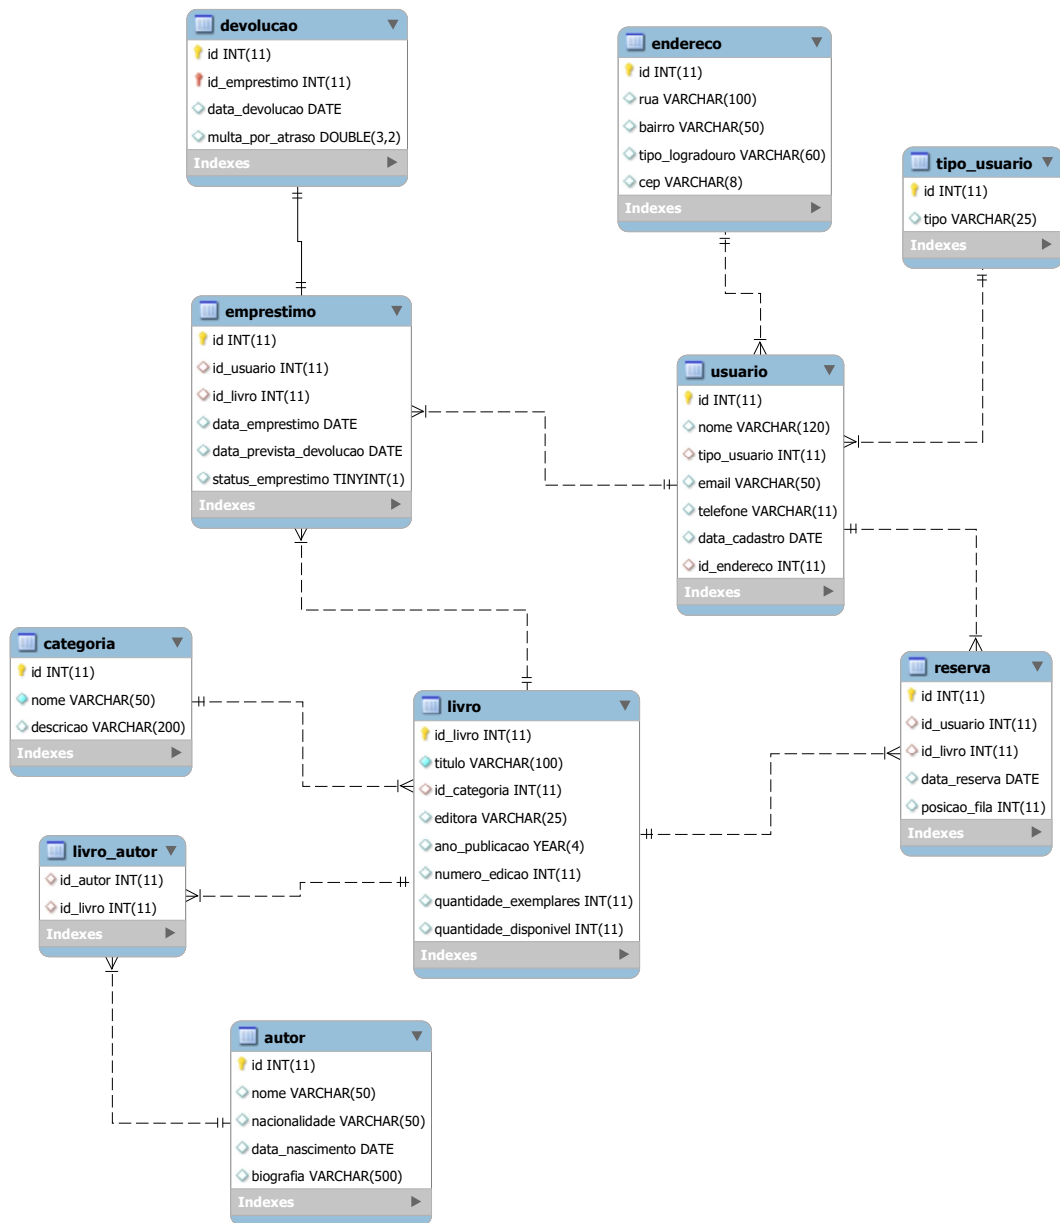 devolucao
id INT(11)
id_emprestimo INT(11)
data_devolucao DATE
multa_por_atraso DOUBLE(3,2)
Indexes
endereco
id INT(11)
rua VARCHAR(100)
bairro VARCHAR(50)
tipo_logradouro VARCHAR(60)
cep VARCHAR(8)
Indexes
tipo_usuario
id INT(11)
tipo VARCHAR(25)
Indexes
emprestimo
id INT(11)
id_usuario INT(11)
id_livro INT(11)
data_emprestimo DATE
data_prevista_devolucao DATE
status_emprestimo TINYINT(1)
Indexes
usuario
id INT(11)
nome VARCHAR(120)
tipo_usuario INT(11)
email VARCHAR(50)
telefone VARCHAR(11)
data_cadastro DATE
id_endereco INT(11)
Indexes
categoria
id INT(11)
nome VARCHAR(50)
descricao VARCHAR(200)
Indexes
livro
id_livro INT(11)
titulo VARCHAR(100)
id_categoria INT(11)
editora VARCHAR(25)
ano_publicacao YEAR(4)
numero_edicao INT(11)
quantidade_exemplares INT(11)
quantidade_disponivel INT(11)
Indexes
reserva
id INT(11)
id_usuario INT(11)
id_livro INT(11)
data_reserva DATE
posicao_fila INT(11)
Indexes
livro_autor
id_autor INT(11)
id_livro INT(11)
Indexes
autor
id INT(11)
nome VARCHAR(50)
nacionalidade VARCHAR(50)
data_nascimento DATE
biografia VARCHAR(500)
Indexes